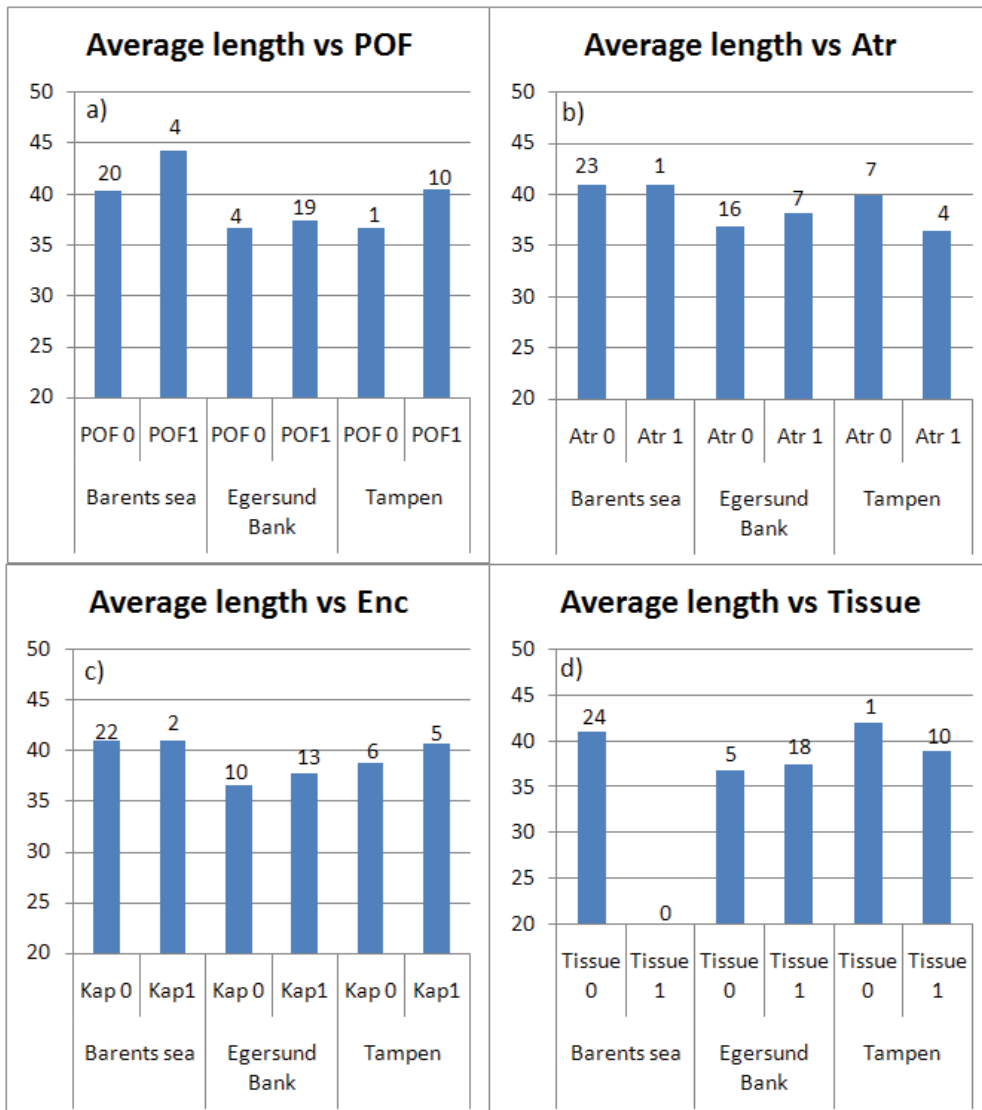 Average length vs POF
a)
50
45
40
35
30
25
20
20
4
4
19
1
10
POF 0 POF1 POF 0 POF1 POF 0 POF1
Barents sea Egersund Tampen
Bank
Average length vs Atr
b)
50
45
40
35
30
25
20
23
1
16
7
7
4
Atr 0 Atr 1 Atr 0 Atr 1 Atr 0 Atr 1
Barents sea Egersund Tampen
Bank
Average length vs Enc
c)
50
45
40
35
30
25
20
22
2
10
13
6
5
Kap 0 Kap1 Kap 0 Kap1 Kap 0 Kap1
Barents sea Egersund Tampen
Bank
Average length vs Tissue
d)
50
45
40
35
30
25
20
24
0
5
18
1
10
Tissue Tissue Tissue Tissue Tissue Tissue
0 1 0 1 0 1
Barents sea Egersund Tampen
Bank